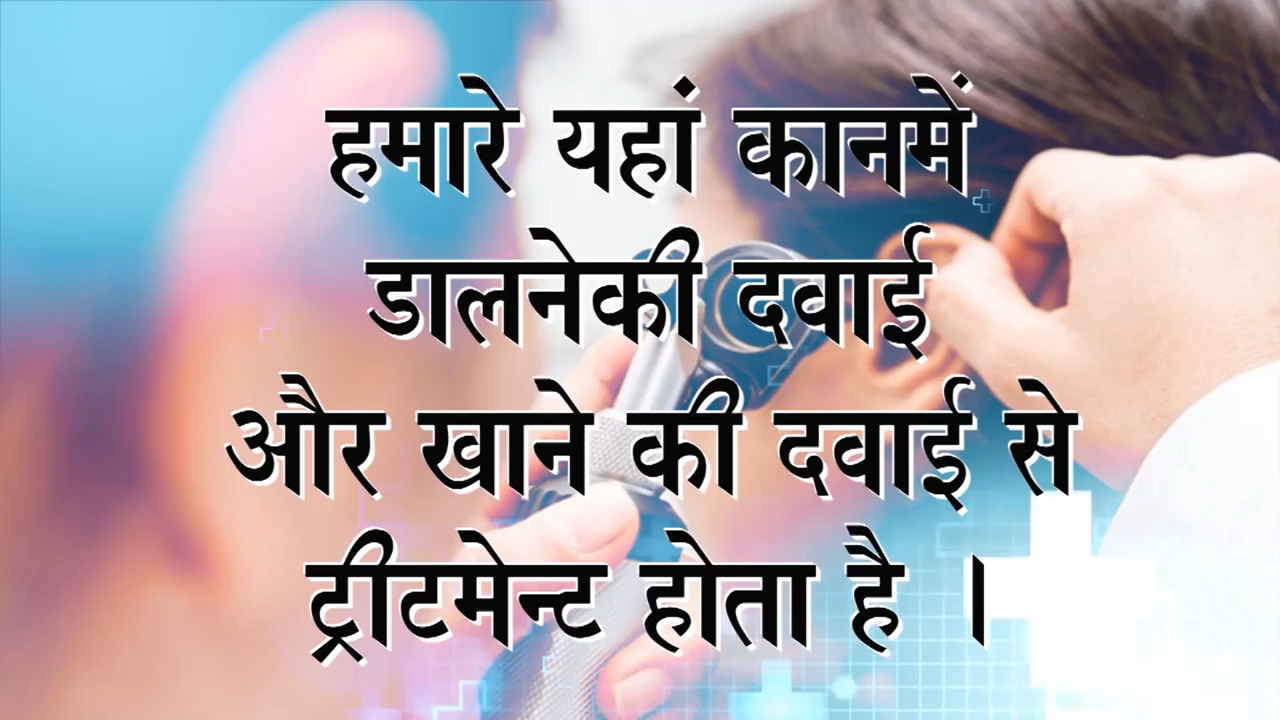 हमारे यहां कानमें
डालनेकी दवाई
और खाने की दवाई से
ट्रीटमेन्ट होता है ।